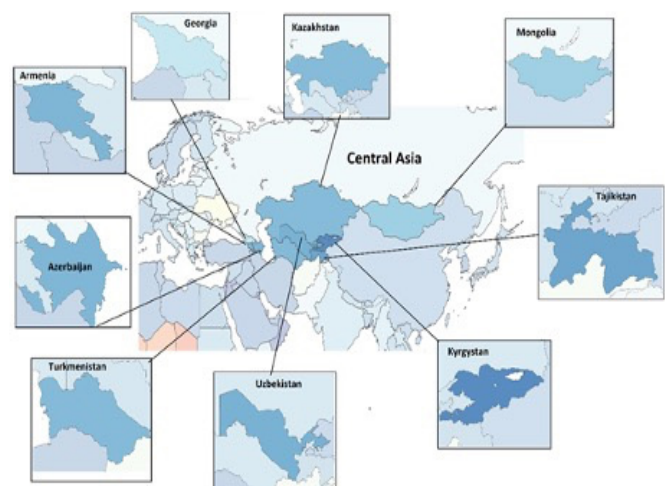 Georgia
Kazakhstan
Mongolia
Armenia
Central Asia
Tajikistan
Azerbaijan
Kyrgystan
Turkmenistan
Uzbekistan